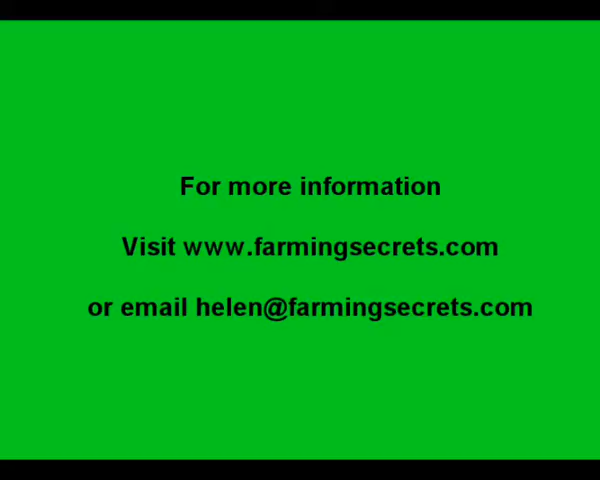 For more information
Visit www.farmingsecrets.com
or email helen@farmingsecrets.com